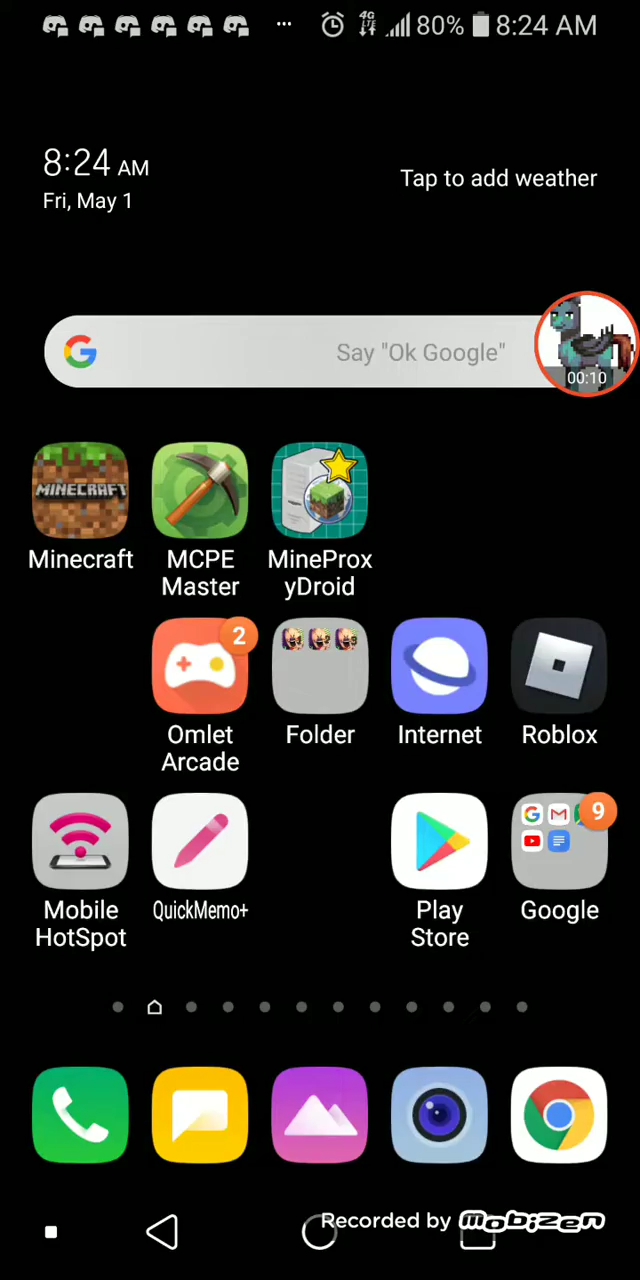 4G LTE 80% 8:24 AM
8:24 AM
Fri, May 1
Tap to add weather
Say "Ok Google"
00:10
MINECRAFT
Minecraft
MCPE
Master
MineProx
yDroid
2
Omlet
Arcade
Folder
Internet
Roblox
9
Mobile
HotSpot
QuickMemo+
Play
Store
Google
Recorded by mobizen